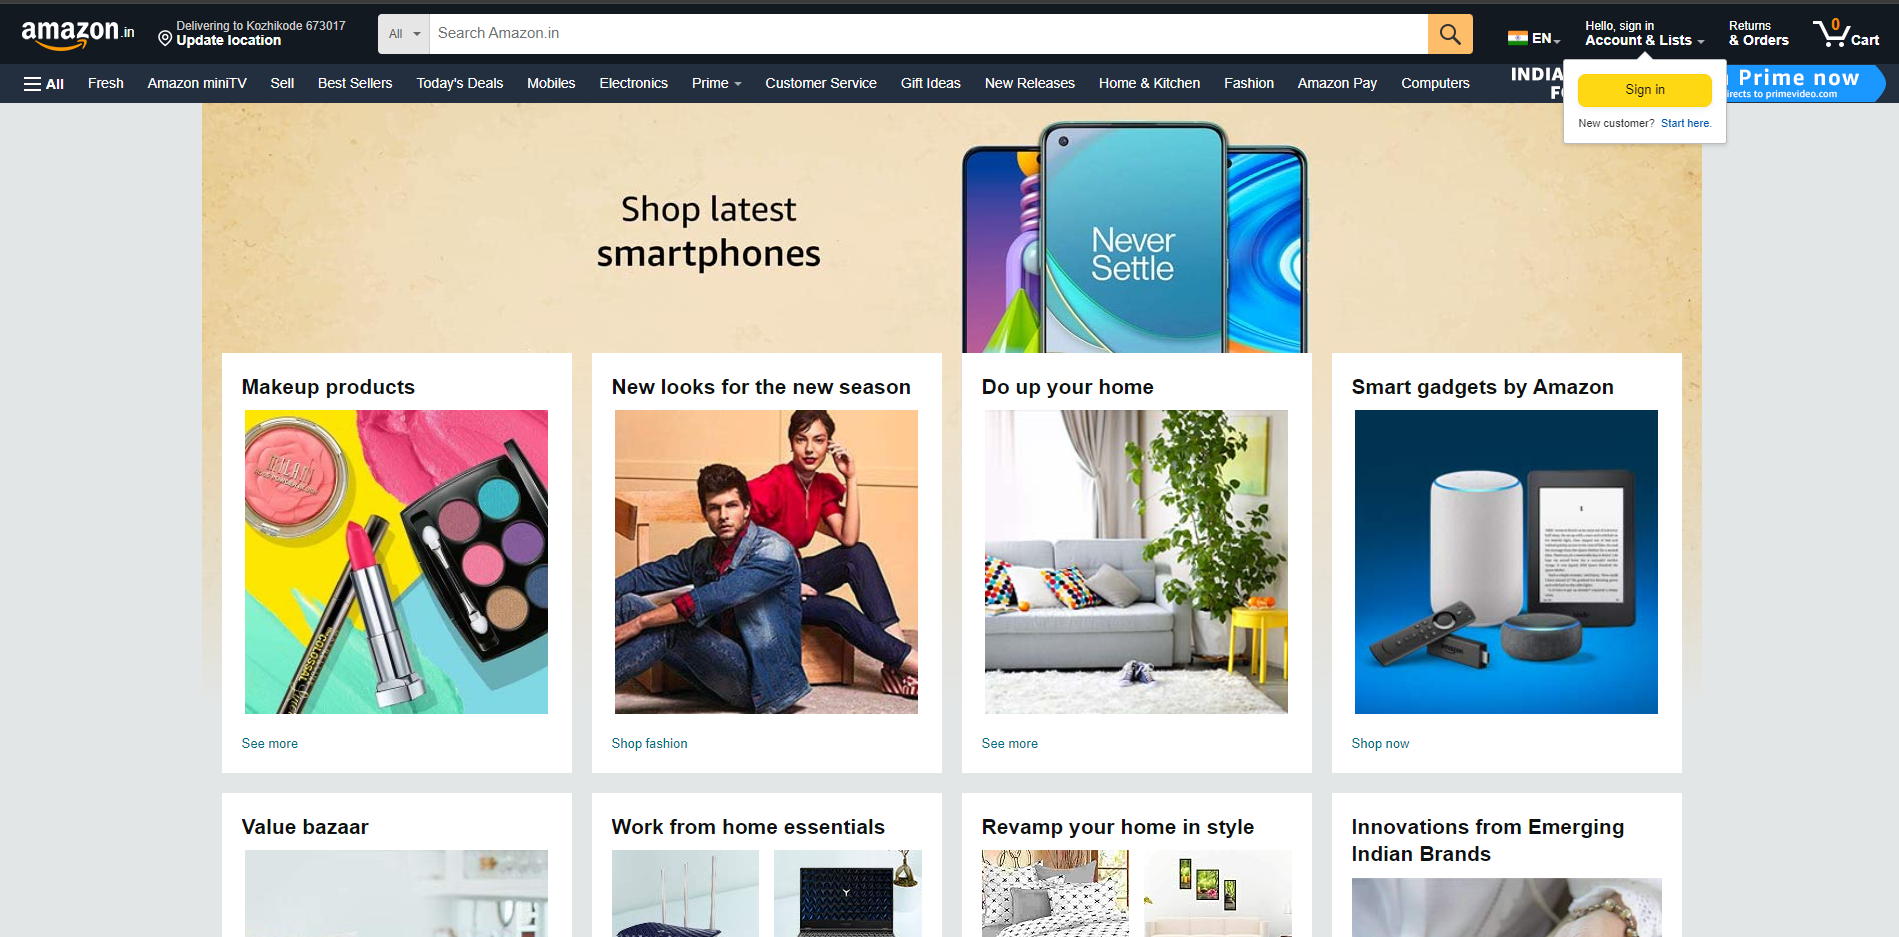 amazon.in
Delivering to Kozhikode 673017
Update location
All
Search Amazon.in
EN
Hello, sign in
Account & Lists
Returns
& Orders
0
Cart
All
Fresh
Amazon miniTV
Sell
Best Sellers
Today's Deals
Mobiles
Electronics
Prime
Customer Service
Gift Ideas
New Releases
Home & Kitchen
Fashion
Amazon Pay
Computers
INDIA
Prime now
directs to primevideo.com
Sign in
New customer? Start here.
Shop latest
smartphones
Never
Settle
Makeup products
New looks for the new season
Do up your home
Smart gadgets by Amazon
MILANI
COLOSSAL
kindle
amazon
See more
Shop fashion
See more
Shop now
Value bazaar
Work from home essentials
Revamp your home in style
Innovations from Emerging
Indian Brands